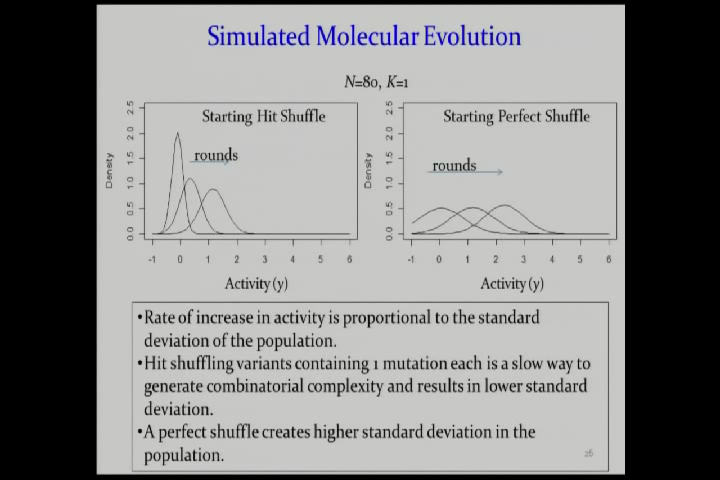 Simulated Molecular Evolution
N=80, K=1
Starting Hit Shuffle
rounds
Density
0.0 0.5 1.0 1.5 2.0 2.5
-1 0 1 2 3 4 5 6
Activity (y)
Starting Perfect Shuffle
rounds
Density
0.0 0.5 1.0 1.5 2.0 2.5
-1 0 1 2 3 4 5 6
Activity (y)
•Rate of increase in activity is proportional to the standard
deviation of the population.
•Hit shuffling variants containing 1 mutation each is a slow way to
generate combinatorial complexity and results in lower standard
deviation.
•A perfect shuffle creates higher standard deviation in the
population.
26